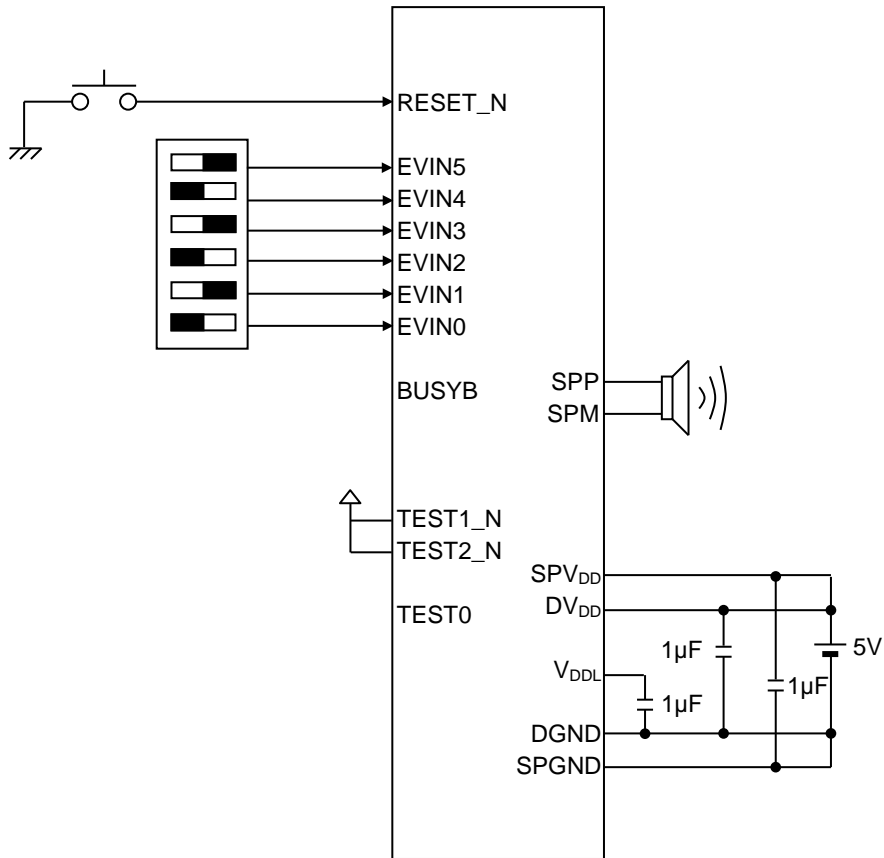 RESET_N
EVIN5
EVIN4
EVIN3
EVIN2
EVIN1
EVIN0
BUSYB
SPP
SPM
TEST1_N
TEST2_N
TEST0
SPVDD
DVDD
VDDL
DGND
SPGND
1µF
1µF
1µF
5V